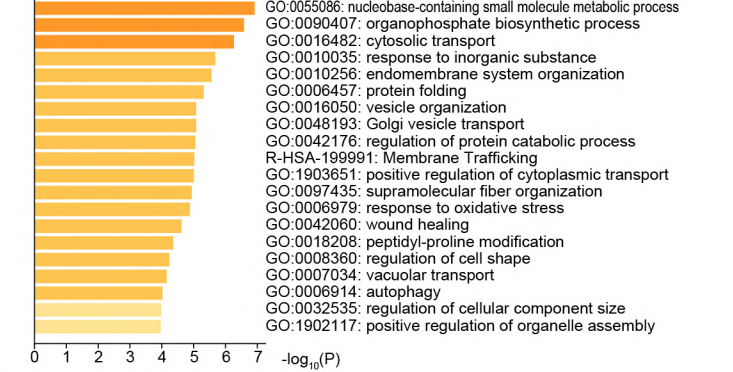 GO:0055086: nucleobase-containing small molecule metabolic process
GO:0090407: organophosphate biosynthetic process
GO:0016482: cytosolic transport
GO:0010035: response to inorganic substance
GO:0010256: endomembrane system organization
GO:0006457: protein folding
GO:0016050: vesicle organization
GO:0048193: Golgi vesicle transport
GO:0042176: regulation of protein catabolic process
R-HSA-199991: Membrane Trafficking
GO:1903651: positive regulation of cytoplasmic transport
GO:0097435: supramolecular fiber organization
GO:0006979: response to oxidative stress
GO:0042060: wound healing
GO:0018208: peptidyl-proline modification
GO:0008360: regulation of cell shape
GO:0007034: vacuolar transport
GO:0006914: autophagy
GO:0032535: regulation of cellular component size
GO:1902117: positive regulation of organelle assembly
0 1 2 3 4 5 6 7 -log10(P)